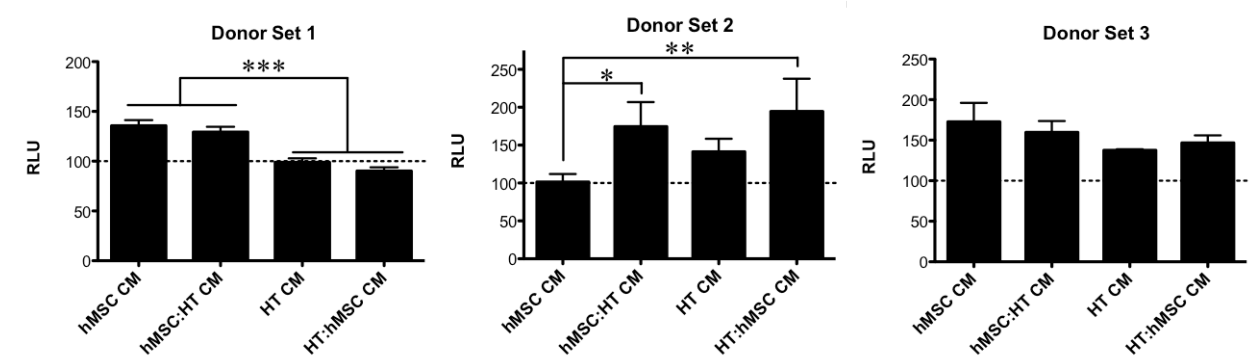 Donor Set 1
200
150
100
50
0
RLU
***
hMSC CM
hMSC:HT CM
HT CM
HT:hMSC CM
Donor Set 2
250
200
150
100
50
0
RLU
*
**
hMSC CM
hMSC:HT CM
HT CM
HT:hMSC CM
Donor Set 3
250
200
150
100
50
0
RLU
hMSC CM
hMSC:HT CM
HT CM
HT:hMSC CM